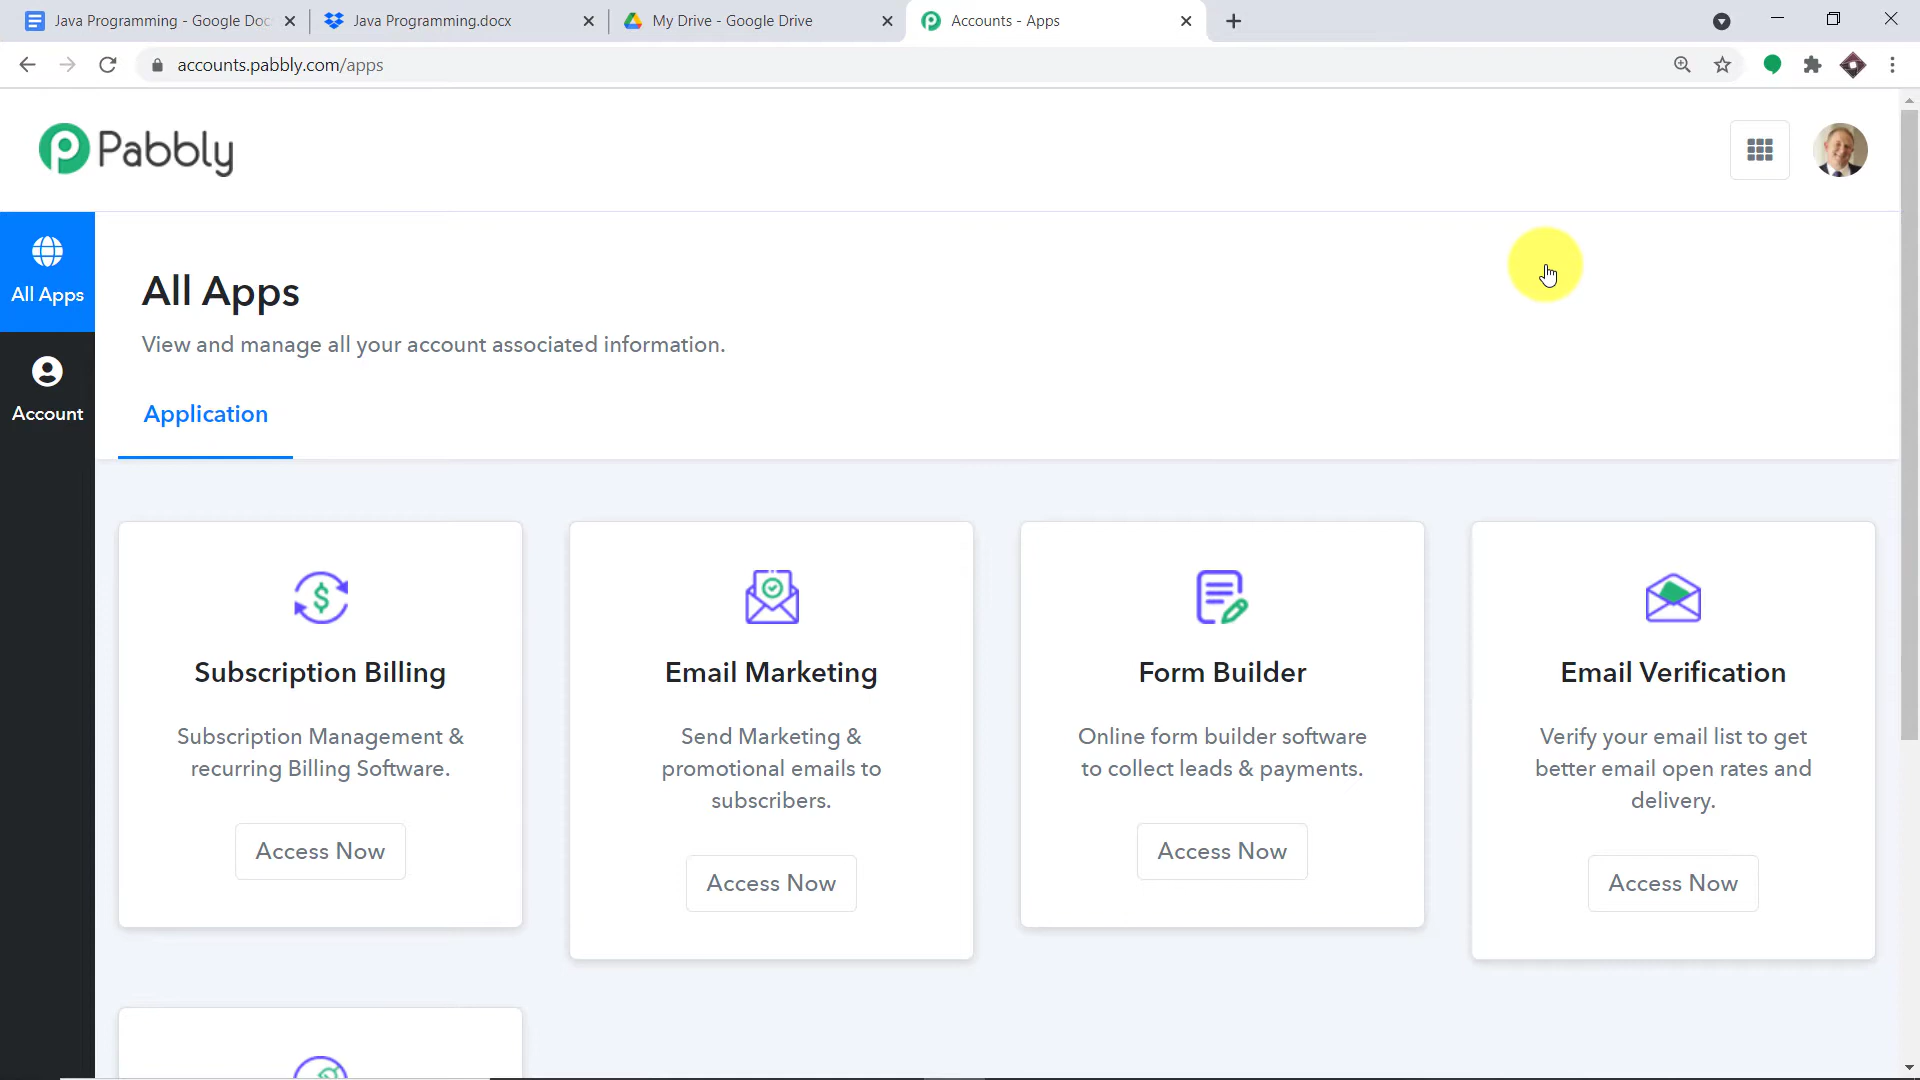 Java Programming - Google Doc
Java Programming.docx
My Drive - Google Drive
Accounts - Apps
accounts.pabbly.com/apps
Pabbly
All Apps
Account
All Apps
View and manage all your account associated information.
Application
Subscription Billing
Subscription Management &
recurring Billing Software.
Access Now
Email Marketing
Send Marketing &
promotional emails to
subscribers.
Access Now
Form Builder
Online form builder software
to collect leads & payments.
Access Now
Email Verification
Verify your email list to get
better email open rates and
delivery.
Access Now